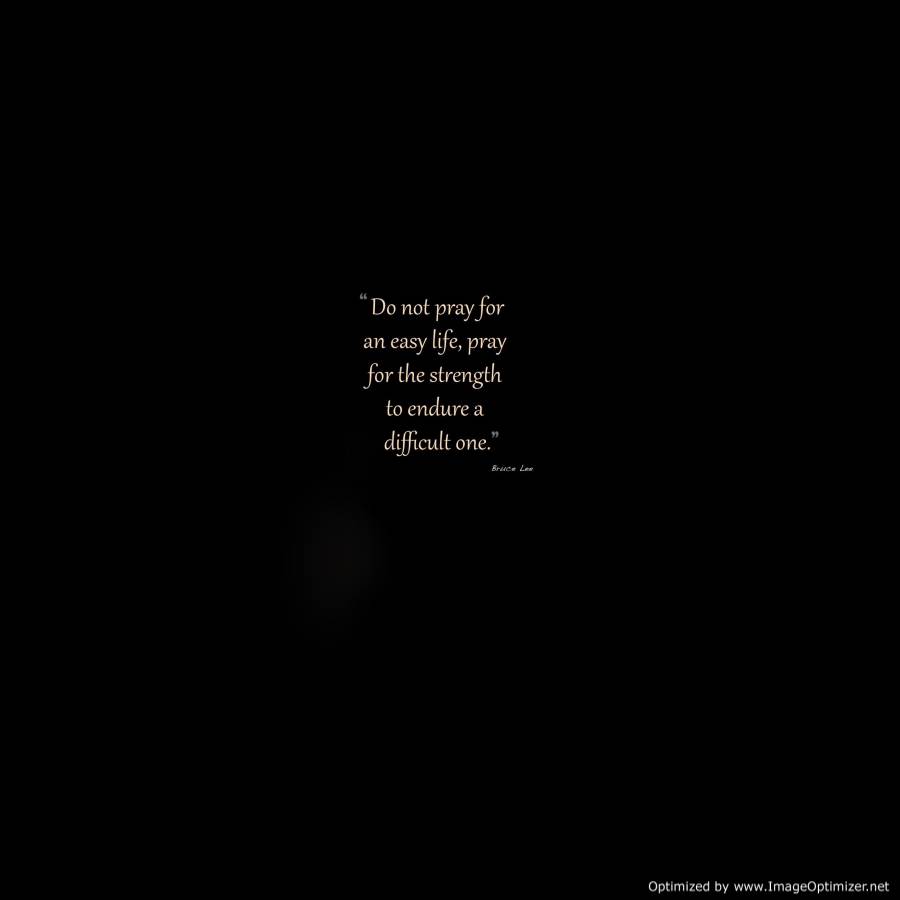 “Do not pray for
an easy life, pray
for the strength
to endure a
difficult one.”
Bruce Lee
Optimized by www.ImageOptimizer.net